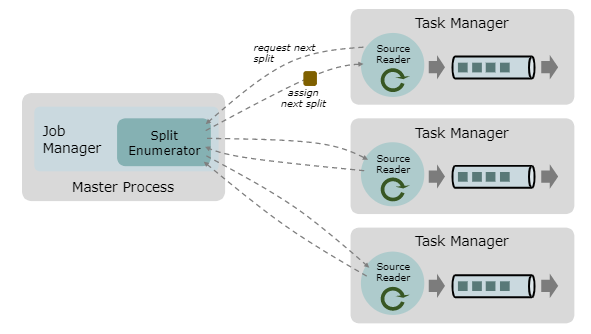 Task Manager
request next
split
Source
Reader
assign
next split
Job
Manager
Split
Enumerator
Master Process
Task Manager
Source
Reader
Task Manager
Source
Reader